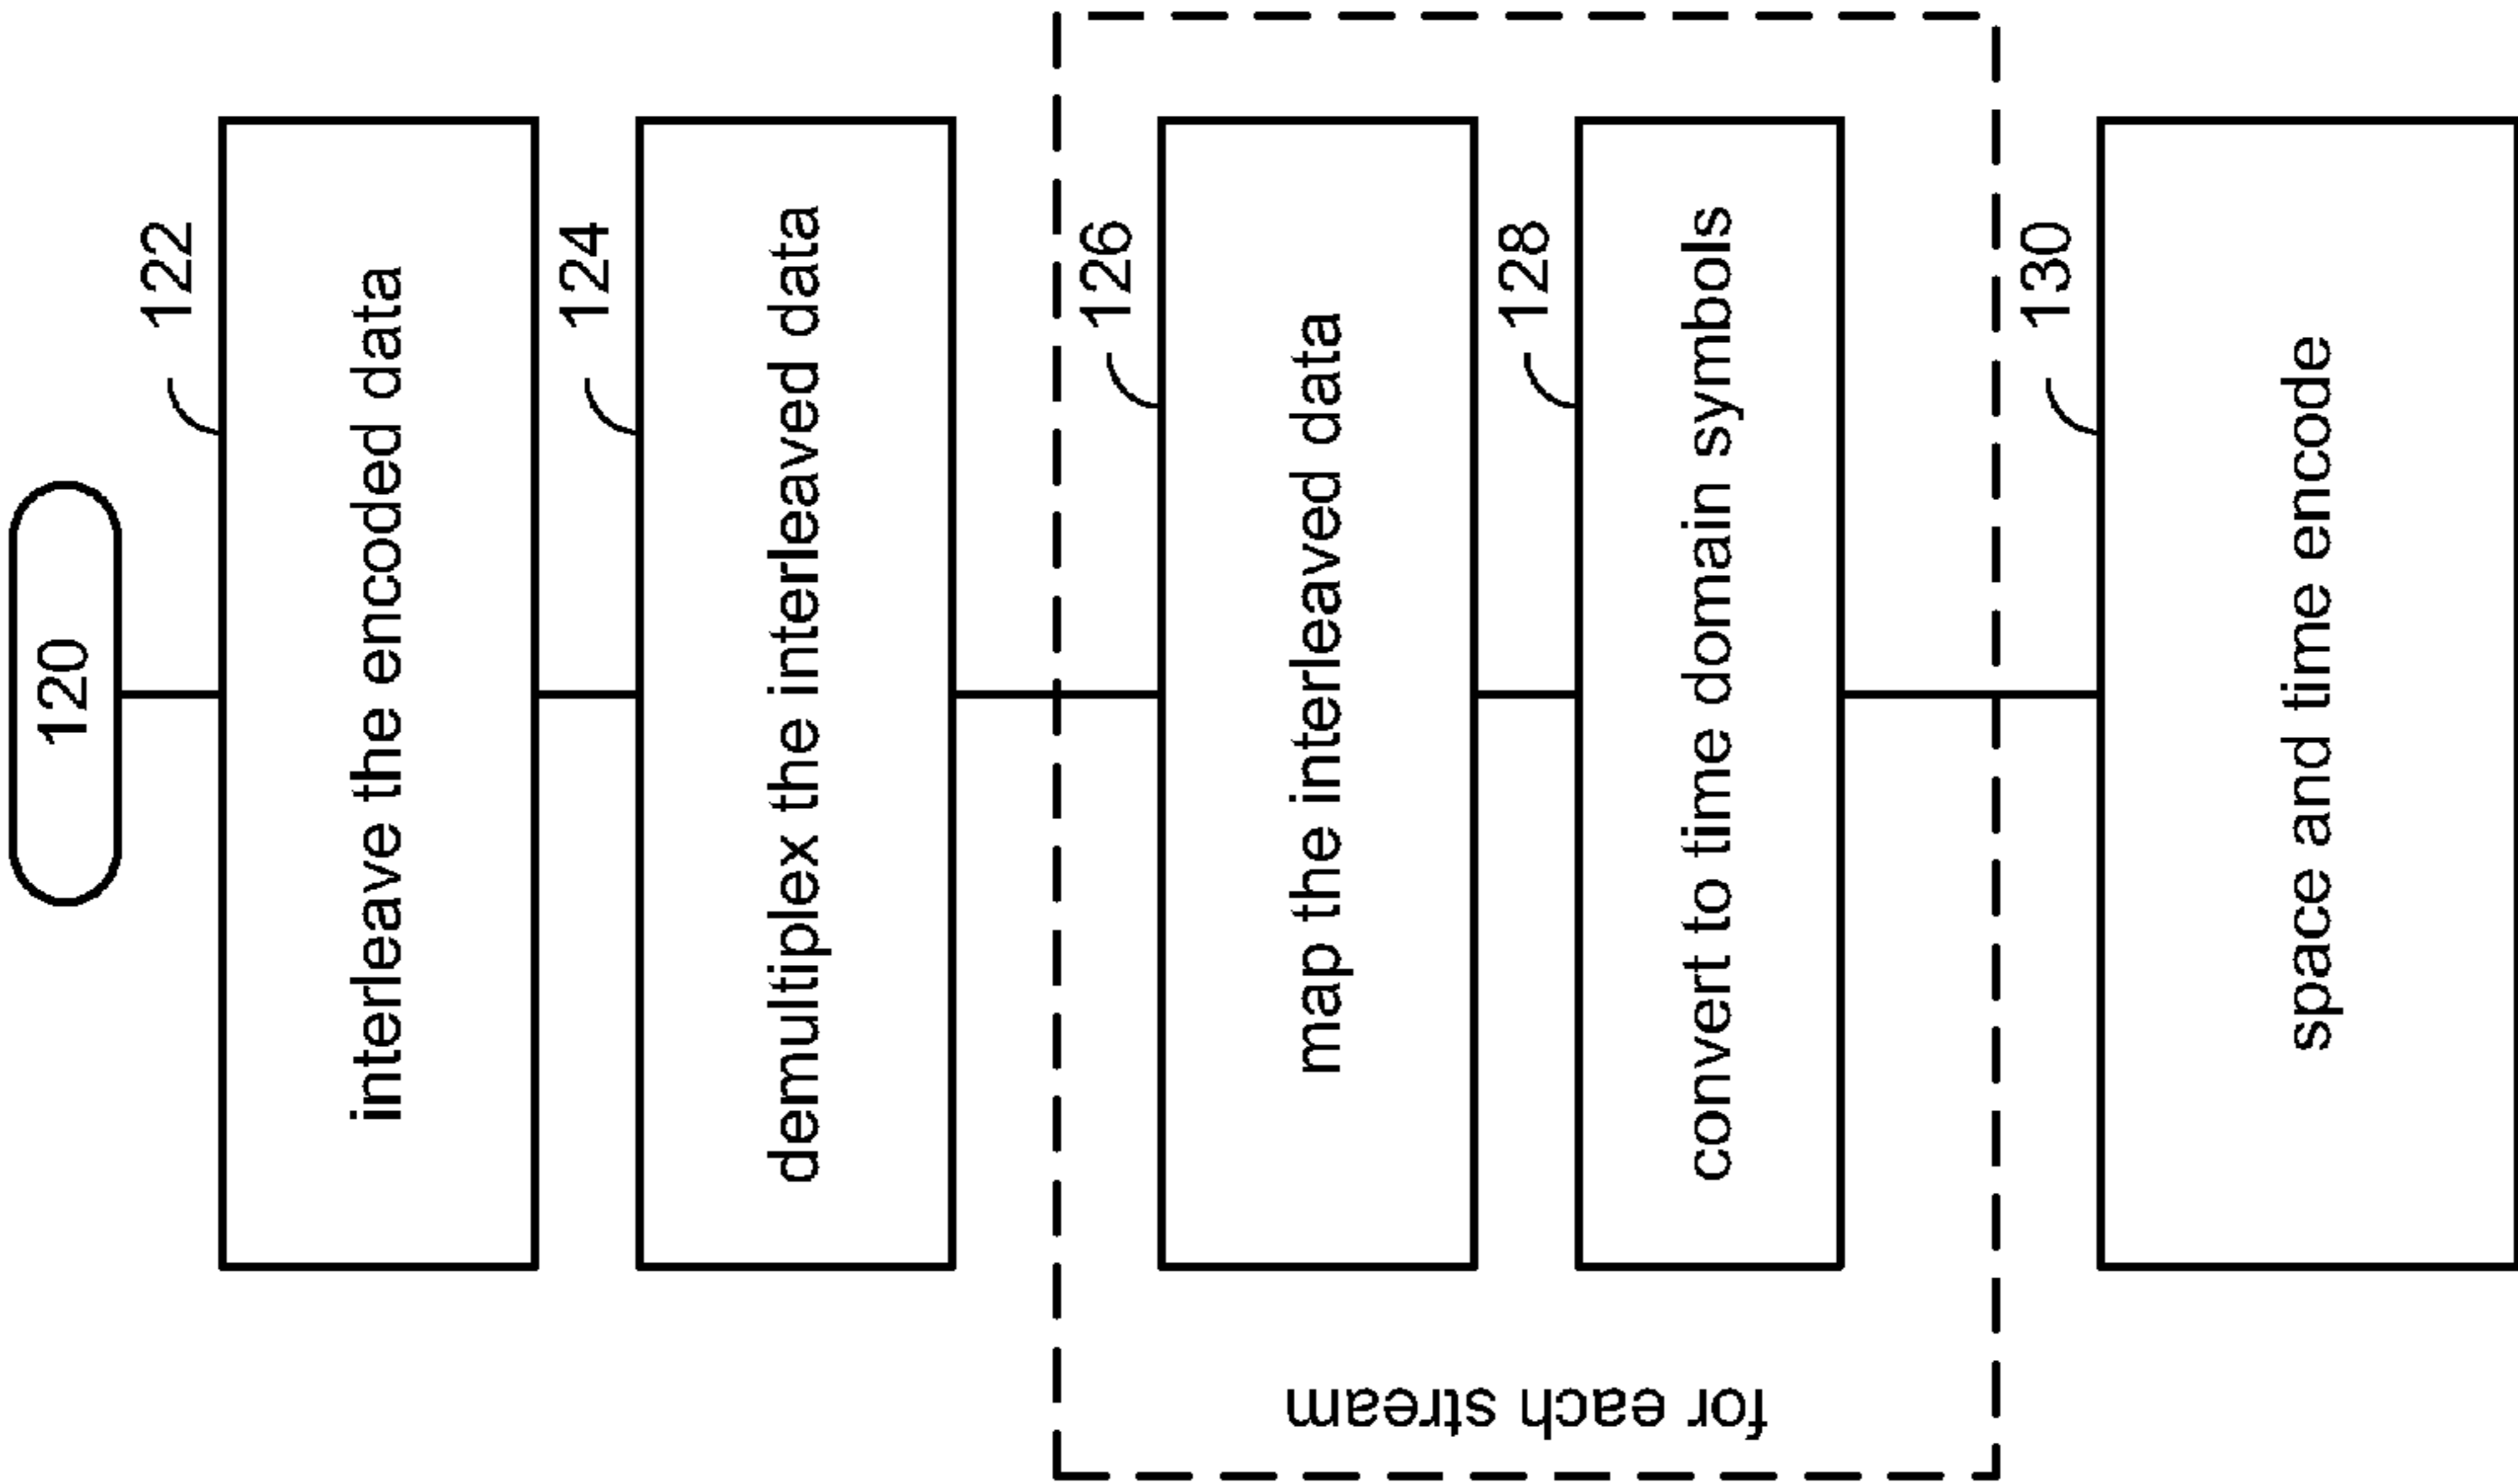 120
122
interleave the encoded data
124
demultiplex the interleaved data
for each stream
126
map the interleaved data
128
convert to time domain symbols
130
space and time encode